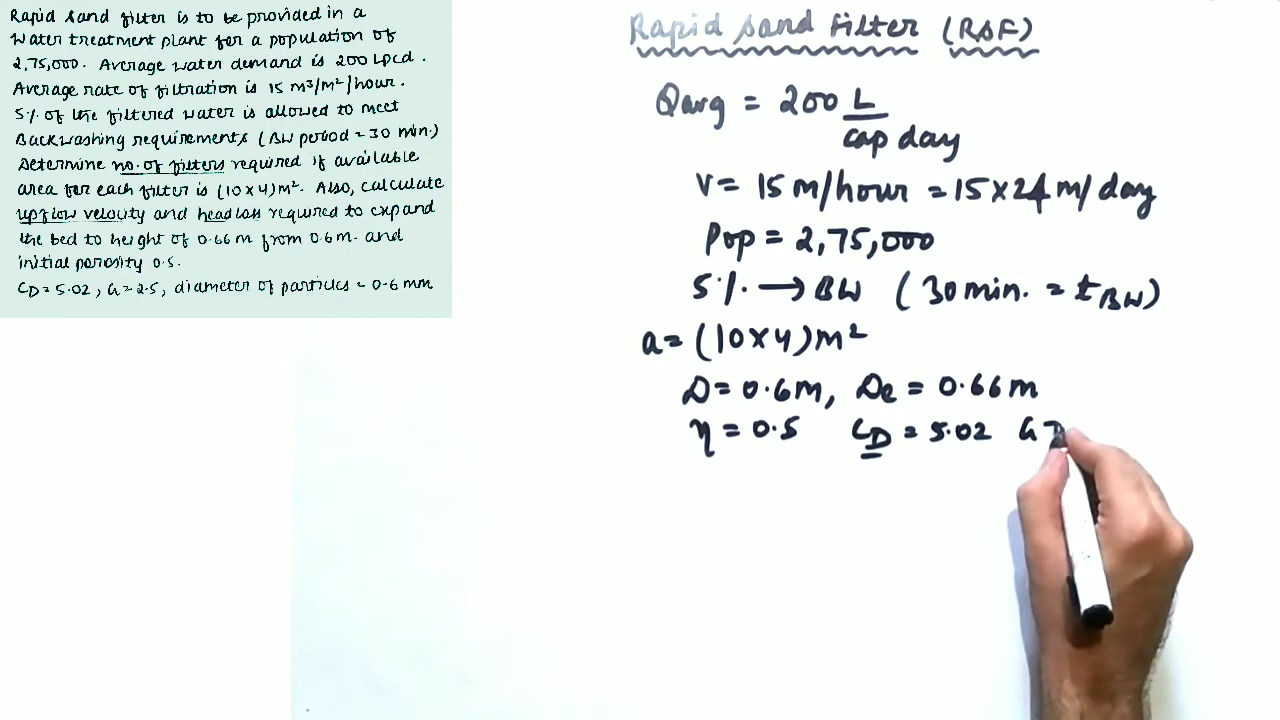 Rapid sand filter is to be provided in a
water treatment plant for a population of
2,75,000. Average water demand is 200 Lpcd.
Average rate of filtration is 15 m³/m²/hour.
5% of the filtered water is allowed to meet
Backwashing requirements (BW period = 30 min.)
Determine no. of filters required if available
area for each filter is (10 x 4) m². Also, calculate
upflow velocity and headloss required to expand
the bed to height of 0.66 m from 0.6 m. and
initial porosity 0.5.
CD = 5.02, G = 2.5, diameter of particles = 0.6 mm
Rapid sand Filter (RSF)
Qavg = 200 L/cap day
V = 15 m/hour = 15 x 24 m/day
Pop = 2,75,000
5% → BW (30 min. = tBW)
a = (10 x 4) m²
D = 0.6 m, De = 0.66 m
η = 0.5 CD = 5.02 G =